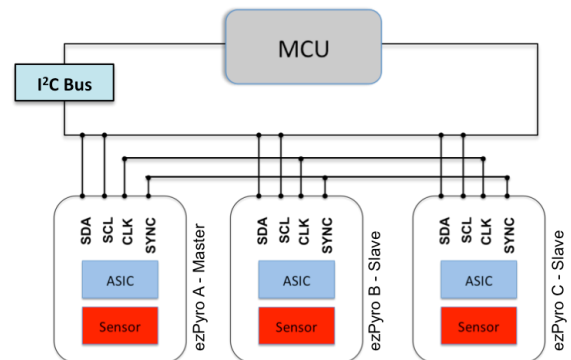 MCU
I²C Bus
SDA
SCL
CLK
SYNC
ASIC
Sensor
ezPyro A - Master
SDA
SCL
CLK
SYNC
ASIC
Sensor
ezPyro B - Slave
SDA
SCL
CLK
SYNC
ASIC
Sensor
ezPyro C - Slave